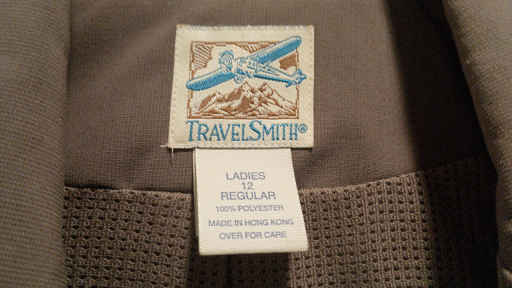 TRAVELSMITH®
LADIES
12
REGULAR
100% POLYESTER
MADE IN HONG KONG
OVER FOR CARE